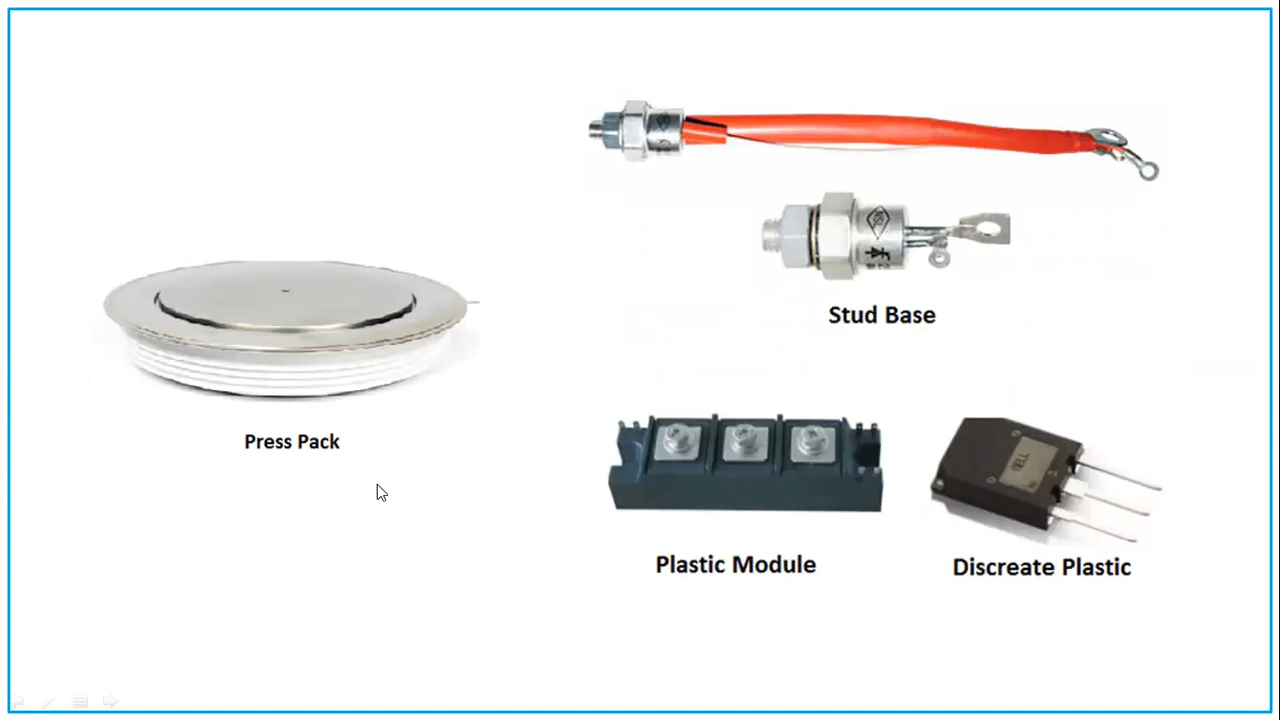 Stud Base
Press Pack
Plastic Module
Discreate Plastic